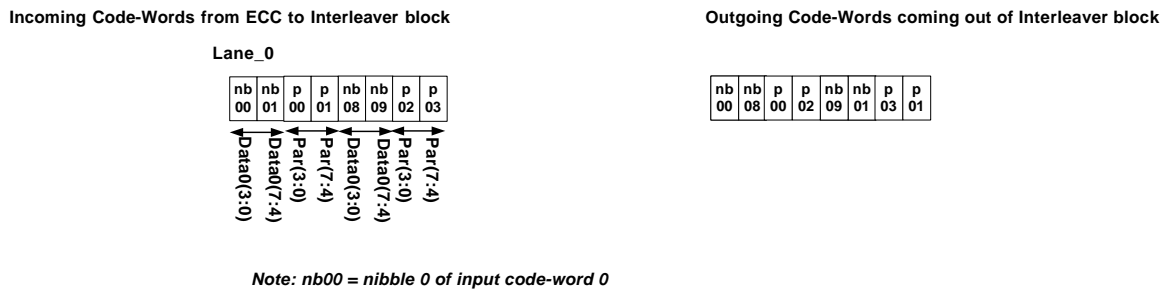 Incoming Code-Words from ECC to Interleaver block
Outgoing Code-Words coming out of Interleaver block
Lane_0
nb nb p p nb nb p p
00 01 00 01 08 09 02 03
nb nb p p nb nb p p
00 08 00 02 09 01 03 01
Data0(3:0)
Data0(7:4)
Par(3:0)
Par(7:4)
Data0(3:0)
Data0(7:4)
Par(3:0)
Par(7:4)
Note: nb00 = nibble 0 of input code-word 0